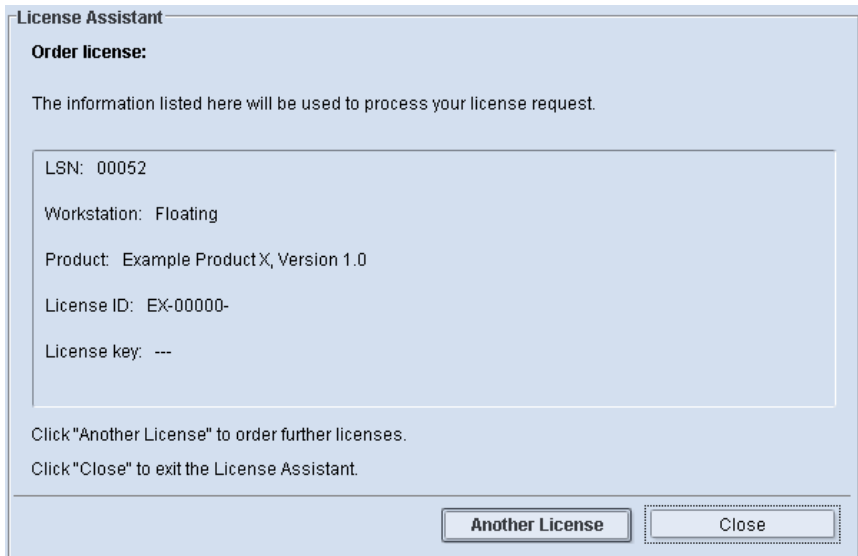 License Assistant
Order license:
The information listed here will be used to process your license request.
LSN: 00052
Workstation: Floating
Product: Example Product X, Version 1.0
License ID: EX-00000-
License key: ---
Click "Another License" to order further licenses.
Click "Close" to exit the License Assistant.
Another License
Close